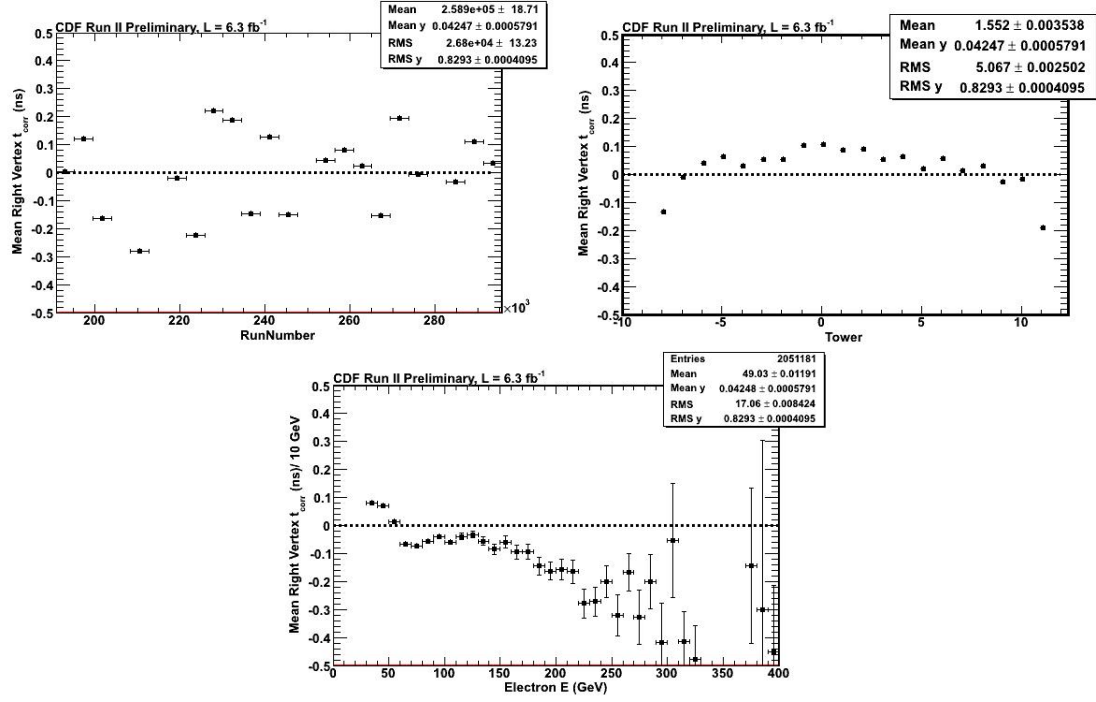 CDF Run II Preliminary, L = 6.3 fb⁻¹
Mean 2.589e+05 ± 18.71
Mean y 0.04247 ± 0.0005791
RMS 2.68e+04 ± 13.23
RMS y 0.8293 ± 0.0004095
Mean Right Vertex t_corr (ns)
0.5
0.4
0.3
0.2
0.1
0
-0.1
-0.2
-0.3
-0.4
-0.5
200 220 240 260 280
×10³
RunNumber
CDF Run II Preliminary, L = 6.3 fb⁻¹
Mean 1.552 ± 0.003538
Mean y 0.04247 ± 0.0005791
RMS 5.067 ± 0.002502
RMS y 0.8293 ± 0.0004095
Mean Right Vertex t_corr (ns)
0.5
0.4
0.3
0.2
0.1
0
-0.1
-0.2
-0.3
-0.4
-0.5
-10 -5 0 5 10
Tower
CDF Run II Preliminary, L = 6.3 fb⁻¹
Entries 2051181
Mean 49.03 ± 0.01191
Mean y 0.04248 ± 0.0005791
RMS 17.06 ± 0.008424
RMS y 0.8293 ± 0.0004095
Mean Right Vertex t_corr (ns)/ 10 GeV
0.5
0.4
0.3
0.2
0.1
0
-0.1
-0.2
-0.3
-0.4
-0.5
0 50 100 150 200 250 300 350 400
Electron E (GeV)